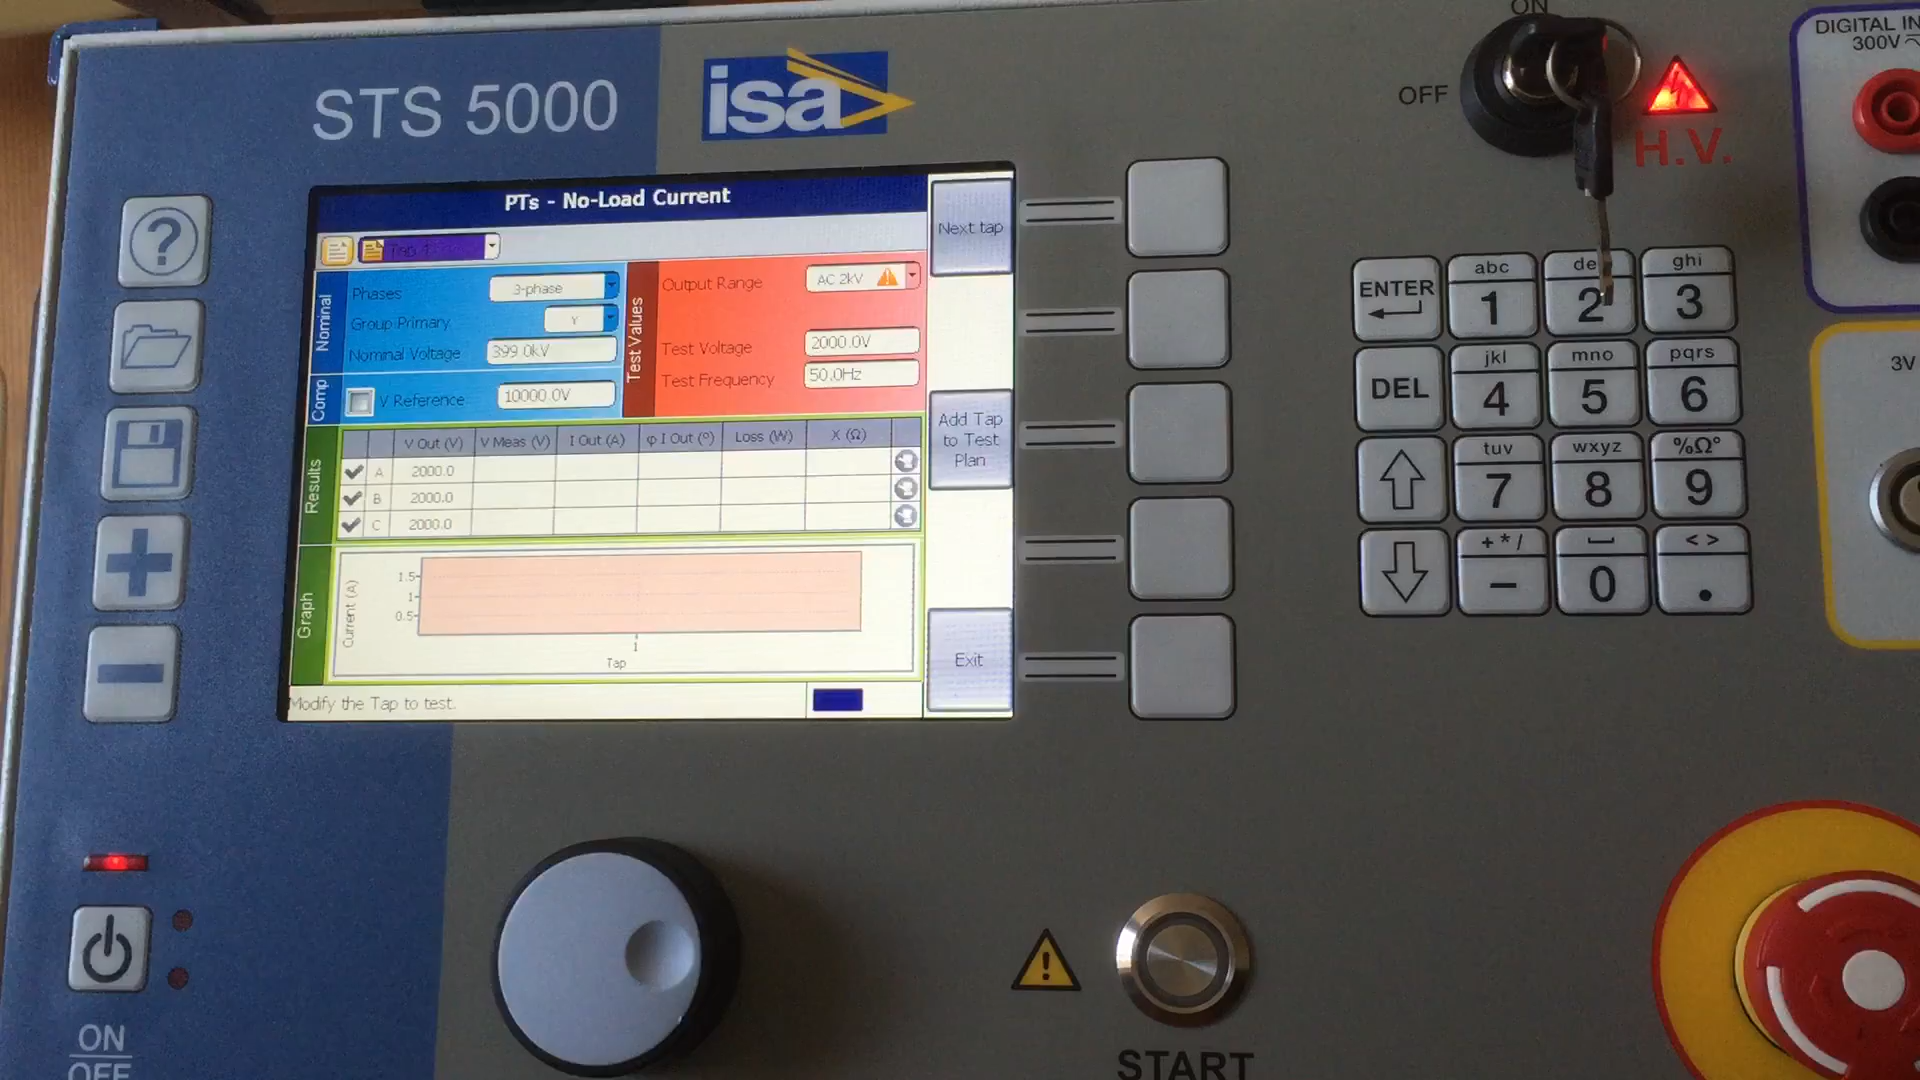 STS 5000
isa
ON
OFF
H.V.
DIGITAL IN
300V
PTs - No-Load Current
Tap 1
Nominal
Phases
3-phase
Group Primary
Y
Nominal Voltage
399.0kV
Comp
V Reference
10000.0V
Test Values
Output Range
AC 2kV
Test Voltage
2000.0V
Test Frequency
50.0Hz
Results
V Out (V) V Meas (V) I Out (A) φ I Out (º) Loss (W) X (Ω)
A 2000.0
B 2000.0
C 2000.0
Graph
Current (A)
1.5
1
0.5
1
Tap
Modify the Tap to test.
Next tap
Add Tap
to Test
Plan
Exit
?
ENTER
abc
1
de
2
ghi
3
DEL
jkl
4
mno
5
pqrs
6
tuv
7
wxyz
8
%Ω°
9
+ * /
-
0
< >
.
3V
ON
OFF
!
START